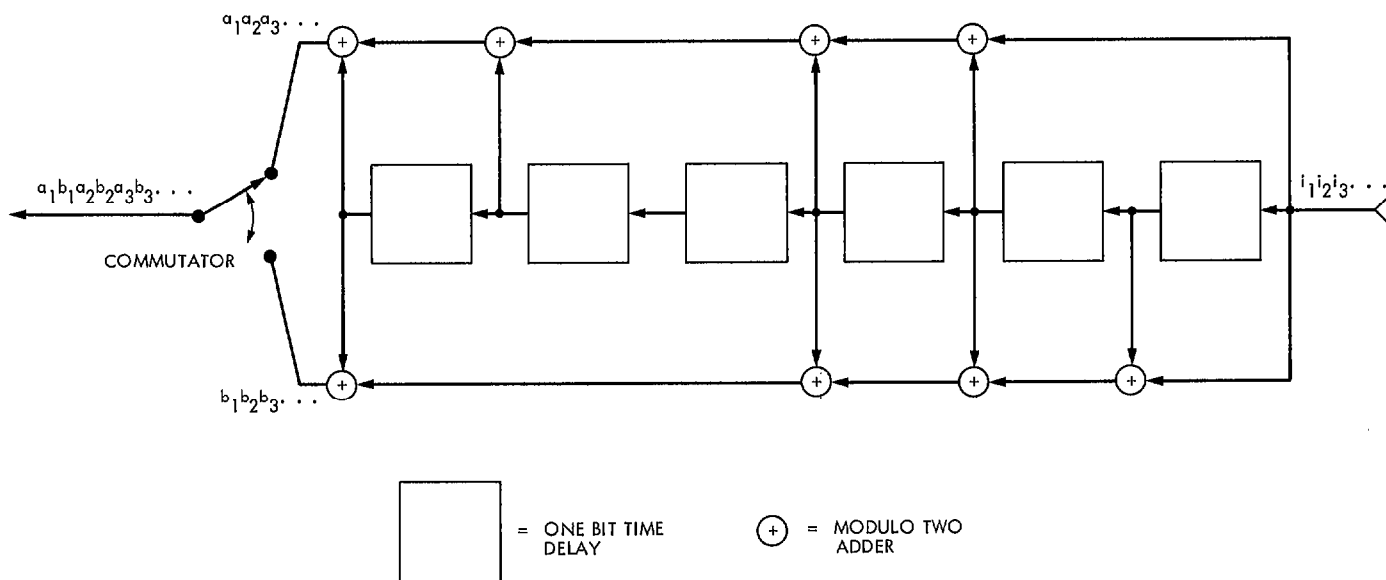 a₁a₂a₃. . .
a₁b₁a₂b₂a₃b₃. . .
i₁i₂i₃. . .
COMMUTATOR
b₁b₂b₃. . .
= ONE BIT TIME
DELAY
+ = MODULO TWO
ADDER